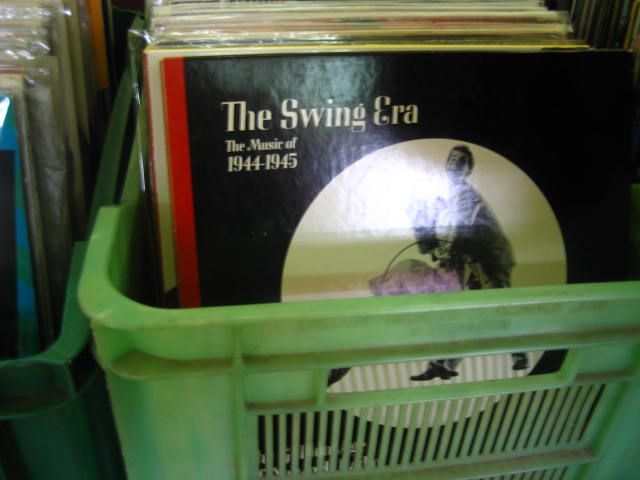 The Swing Era
The Music of
1944-1945